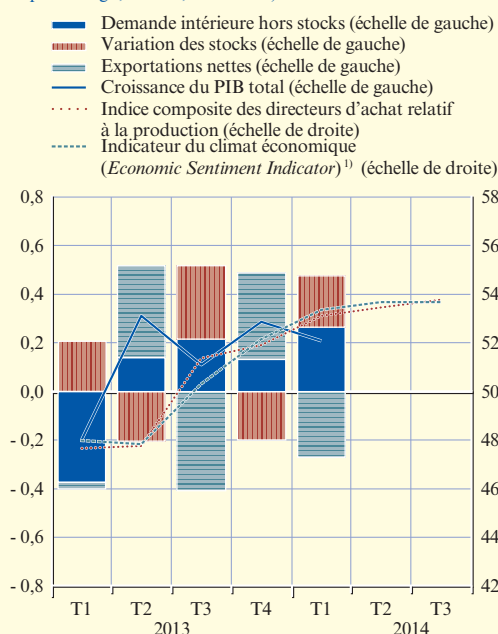 Demande intérieure hors stocks (échelle de gauche)
Variation des stocks (échelle de gauche)
Exportations nettes (échelle de gauche)
Croissance du PIB total (échelle de gauche)
Indice composite des directeurs d'achat relatif
à la production (échelle de droite)
Indicateur du climat économique
(Economic Sentiment Indicator) 1) (échelle de droite)
0,8 58
0,6 56
0,4 54
0,2 52
0,0 50
- 0,2 48
- 0,4 46
- 0,6 44
- 0,8 42
T1 T2 T3 T4 T1 T2 T3
2013 2014